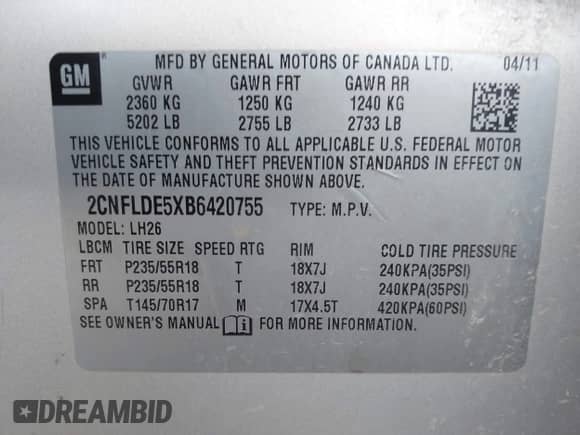 GM
MFD BY GENERAL MOTORS OF CANADA LTD. 04/11
GVWR GAWR FRT GAWR RR
2360 KG 1250 KG 1240 KG
5202 LB 2755 LB 2733 LB
THIS VEHICLE CONFORMS TO ALL APPLICABLE U.S. FEDERAL MOTOR
VEHICLE SAFETY AND THEFT PREVENTION STANDARDS IN EFFECT ON
THE DATE OF MANUFACTURE SHOWN ABOVE.
2CNFLDE5XB6420755 TYPE: M.P.V.
MODEL: LH26
LBCM TIRE SIZE SPEED RTG RIM COLD TIRE PRESSURE
FRT P235/55R18 T 18X7J 240KPA(35PSI)
RR P235/55R18 T 18X7J 240KPA(35PSI)
SPA T145/70R17 M 17X4.5T 420KPA(60PSI)
SEE OWNER'S MANUAL i FOR MORE INFORMATION.
DREAMBID